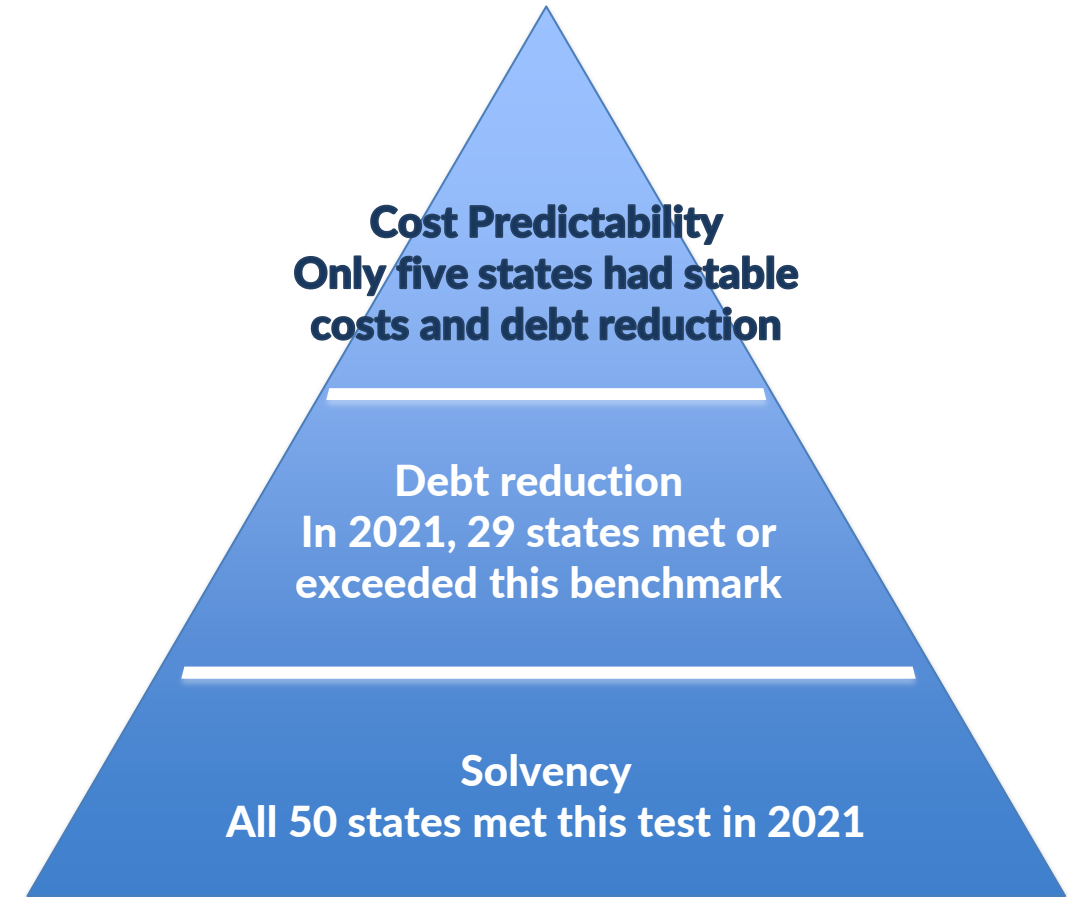 Cost Predictability
Only five states had stable
costs and debt reduction
Debt reduction
In 2021, 29 states met or
exceeded this benchmark
Solvency
All 50 states met this test in 2021